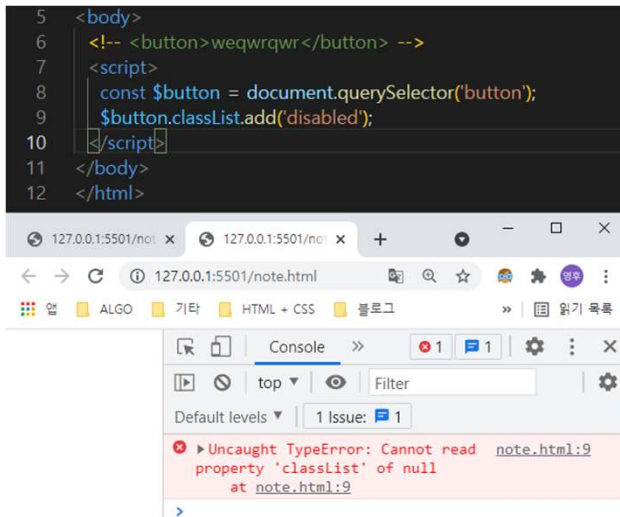 5 <body>
6 <!-- <button>weqwrqwr</button> -->
7 <script>
8 const $button = document.querySelector('button');
9 $button.classList.add('disabled');
10 </script>
11 </body>
12 </html>
127.0.0.1:5501/not 127.0.0.1:5501/not
127.0.0.1:5501/note.html 영후
앱 ALGO 기타 HTML + CSS 블로그 » 읽기 목록
Console » 1 1
top Filter
Default levels 1 Issue: 1
Uncaught TypeError: Cannot read note.html:9
property 'classList' of null
at note.html:9